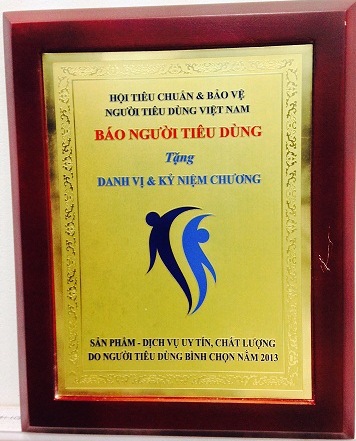 HỘI TIÊU CHUẨN & BẢO VỆ
NGƯỜI TIÊU DÙNG VIỆT NAM
BÁO NGƯỜI TIÊU DÙNG
Tặng
DANH VỊ & KỶ NIỆM CHƯƠNG
SẢN PHẨM - DỊCH VỤ UY TÍN, CHẤT LƯỢNG
DO NGƯỜI TIÊU DÙNG BÌNH CHỌN NĂM 2013